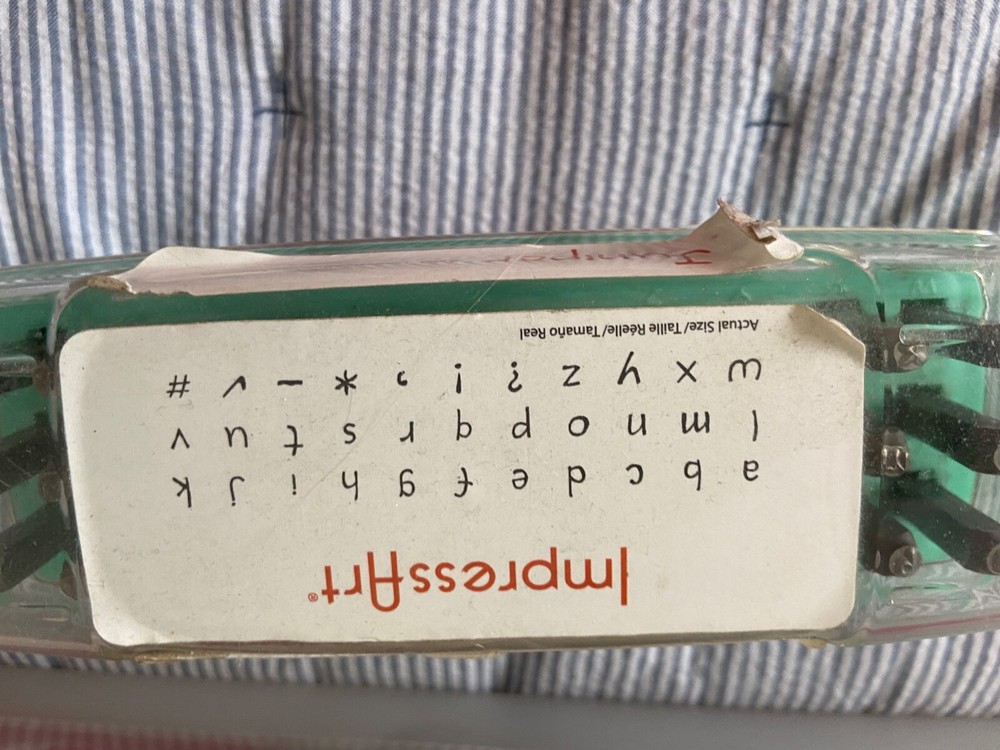 ImpressArt®
a b c d e f g h i j k
l m n o p q r s t u v
w x y z ? ! ' * – #
Actual Size/Taille Réelle/Tamaño Real